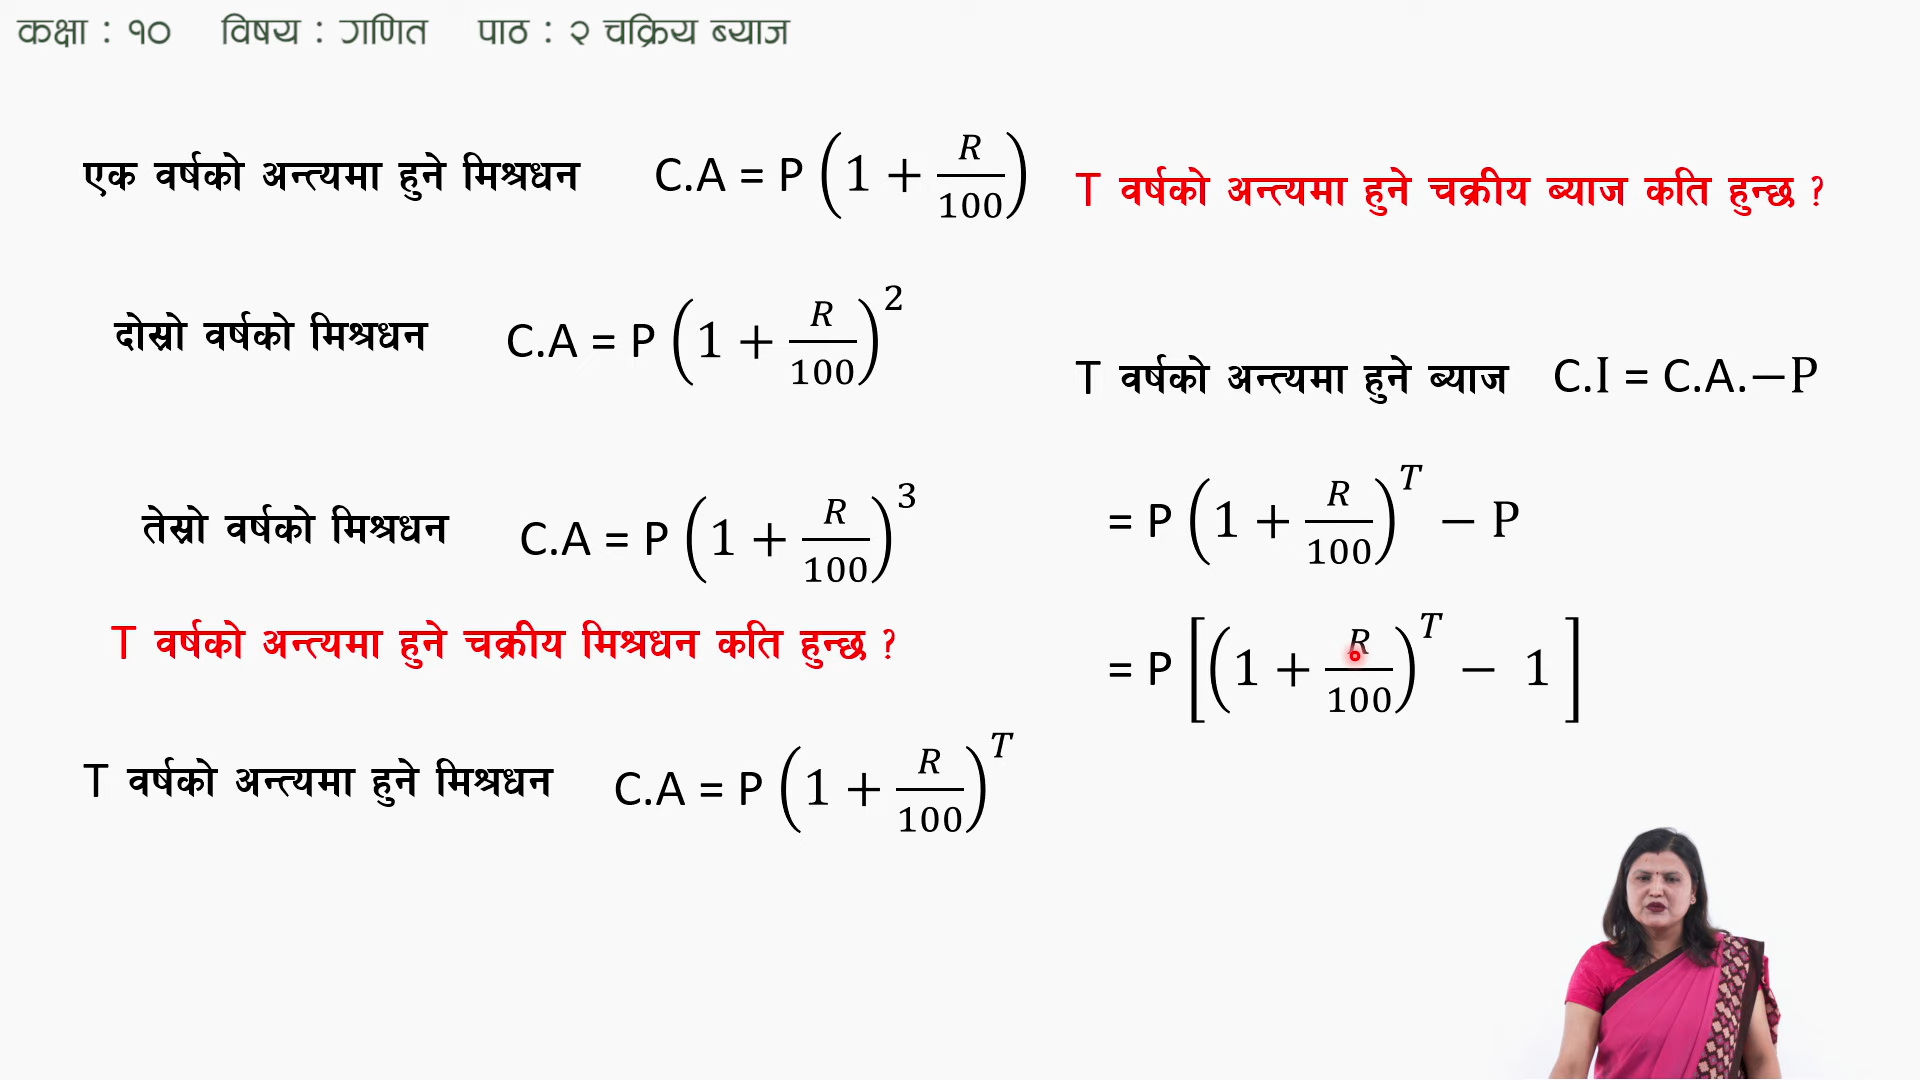 कक्षा : १० विषय : गणित पाठ : २ चक्रिय ब्याज
एक वर्षको अन्त्यमा हुने मिश्रधन C.A = P (1 + R/100)
दोस्रो वर्षको मिश्रधन C.A = P (1 + R/100)^2
तेस्रो वर्षको मिश्रधन C.A = P (1 + R/100)^3
T वर्षको अन्त्यमा हुने चक्रीय मिश्रधन कति हुन्छ ?
T वर्षको अन्त्यमा हुने मिश्रधन C.A = P (1 + R/100)^T
T वर्षको अन्त्यमा हुने चक्रीय ब्याज कति हुन्छ ?
T वर्षको अन्त्यमा हुने ब्याज C.I = C.A.−P
= P (1 + R/100)^T − P
= P [(1 + R/100)^T − 1 ]